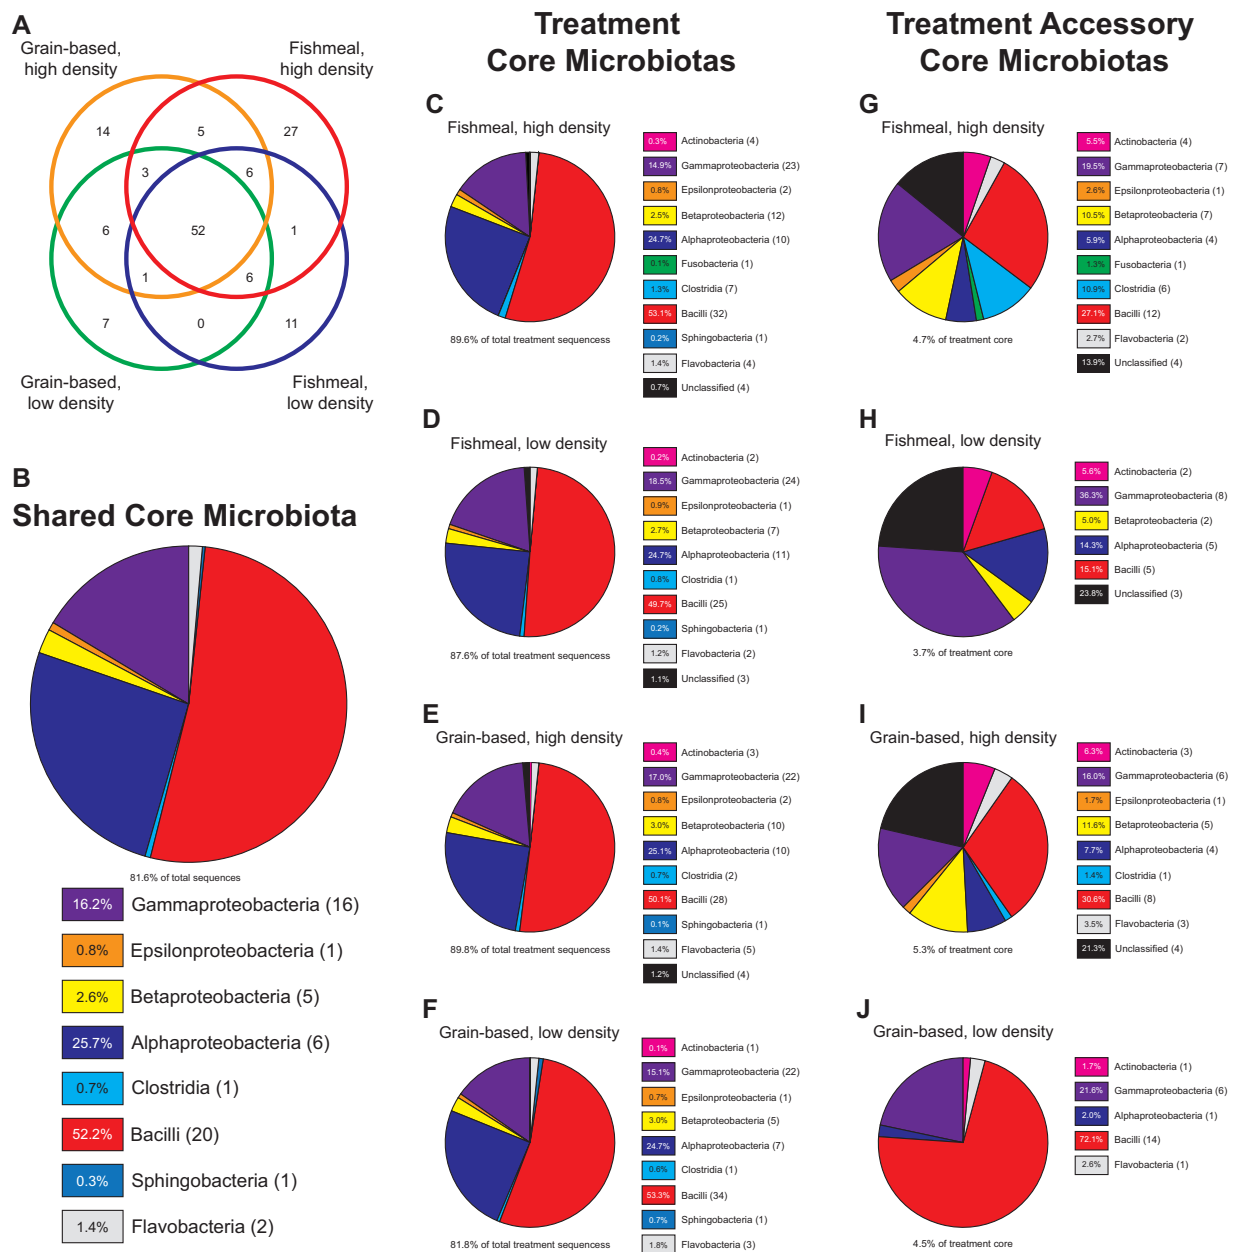 A
Grain-based,
high density
Fishmeal,
high density
14
5
27
3
6
6
52
1
1
6
7
0
11
Grain-based,
low density
Fishmeal,
low density
B
Shared Core Microbiota
81.6% of total sequences
16.2% Gammaproteobacteria (16)
0.8% Epsilonproteobacteria (1)
2.6% Betaproteobacteria (5)
25.7% Alphaproteobacteria (6)
0.7% Clostridia (1)
52.2% Bacilli (20)
0.3% Sphingobacteria (1)
1.4% Flavobacteria (2)
Treatment
Core Microbiotas
C
Fishmeal, high density
0.3% Actinobacteria (4)
14.9% Gammaproteobacteria (23)
0.8% Epsilonproteobacteria (2)
2.5% Betaproteobacteria (12)
24.7% Alphaproteobacteria (10)
0.1% Fusobacteria (1)
1.3% Clostridia (7)
53.1% Bacilli (32)
0.2% Sphingobacteria (1)
1.4% Flavobacteria (4)
0.7% Unclassified (4)
89.6% of total treatment sequencess
D
Fishmeal, low density
0.2% Actinobacteria (2)
18.5% Gammaproteobacteria (24)
0.9% Epsilonproteobacteria (1)
2.7% Betaproteobacteria (7)
24.7% Alphaproteobacteria (11)
0.8% Clostridia (1)
49.7% Bacilli (25)
0.2% Sphingobacteria (1)
1.2% Flavobacteria (2)
1.1% Unclassified (3)
87.6% of total treatment sequencess
E
Grain-based, high density
0.4% Actinobacteria (3)
17.0% Gammaproteobacteria (22)
0.8% Epsilonproteobacteria (2)
3.0% Betaproteobacteria (10)
25.1% Alphaproteobacteria (10)
0.7% Clostridia (2)
50.1% Bacilli (28)
0.1% Sphingobacteria (1)
1.4% Flavobacteria (5)
1.2% Unclassified (4)
89.8% of total treatment sequencess
F
Grain-based, low density
0.1% Actinobacteria (1)
15.1% Gammaproteobacteria (22)
0.7% Epsilonproteobacteria (1)
3.0% Betaproteobacteria (5)
24.7% Alphaproteobacteria (7)
0.6% Clostridia (1)
53.3% Bacilli (34)
0.7% Sphingobacteria (1)
1.8% Flavobacteria (3)
81.8% of total treatment sequencess
Treatment Accessory
Core Microbiotas
G
Fishmeal, high density
5.5% Actinobacteria (4)
19.5% Gammaproteobacteria (7)
2.6% Epsilonproteobacteria (1)
10.5% Betaproteobacteria (7)
5.9% Alphaproteobacteria (4)
1.3% Fusobacteria (1)
10.9% Clostridia (6)
27.1% Bacilli (12)
2.7% Flavobacteria (2)
13.9% Unclassified (4)
4.7% of treatment core
H
Fishmeal, low density
5.6% Actinobacteria (2)
36.3% Gammaproteobacteria (8)
5.0% Betaproteobacteria (2)
14.3% Alphaproteobacteria (5)
15.1% Bacilli (5)
23.8% Unclassified (3)
3.7% of treatment core
I
Grain-based, high density
6.3% Actinobacteria (3)
16.0% Gammaproteobacteria (6)
1.7% Epsilonproteobacteria (1)
11.6% Betaproteobacteria (5)
7.7% Alphaproteobacteria (4)
1.4% Clostridia (1)
30.6% Bacilli (8)
3.5% Flavobacteria (3)
21.3% Unclassified (4)
5.3% of treatment core
J
Grain-based, low density
1.7% Actinobacteria (1)
21.6% Gammaproteobacteria (6)
2.0% Alphaproteobacteria (1)
72.1% Bacilli (14)
2.6% Flavobacteria (1)
4.5% of treatment core